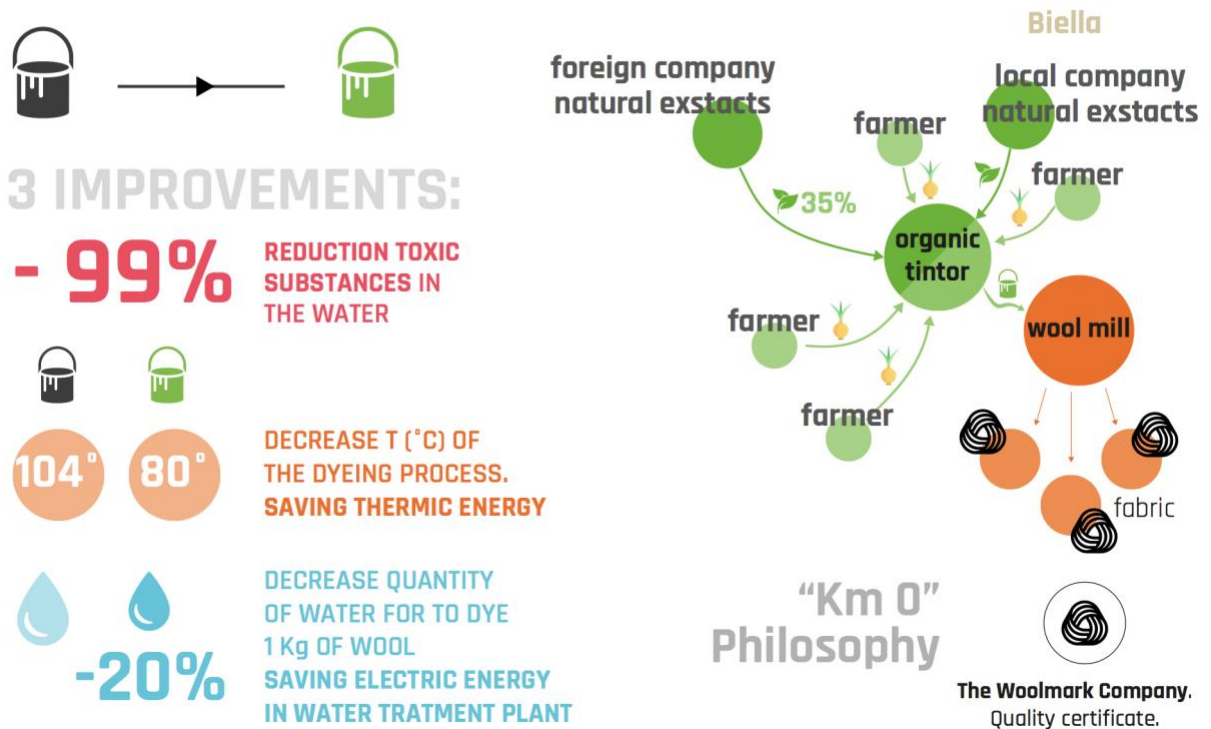 3 IMPROVEMENTS:
- 99%
REDUCTION TOXIC
SUBSTANCES IN
THE WATER
104°
80°
DECREASE T (°C) OF
THE DYEING PROCESS.
SAVING THERMIC ENERGY
-20%
DECREASE QUANTITY
OF WATER FOR TO DYE
1 Kg OF WOOL
SAVING ELECTRIC ENERGY
IN WATER TRATMENT PLANT
Biella
foreign company
natural exstacts
local company
natural exstacts
farmer
farmer
35%
organic
tintor
farmer
wool mill
farmer
fabric
“Km 0”
Philosophy
The Woolmark Company.
Quality certificate.